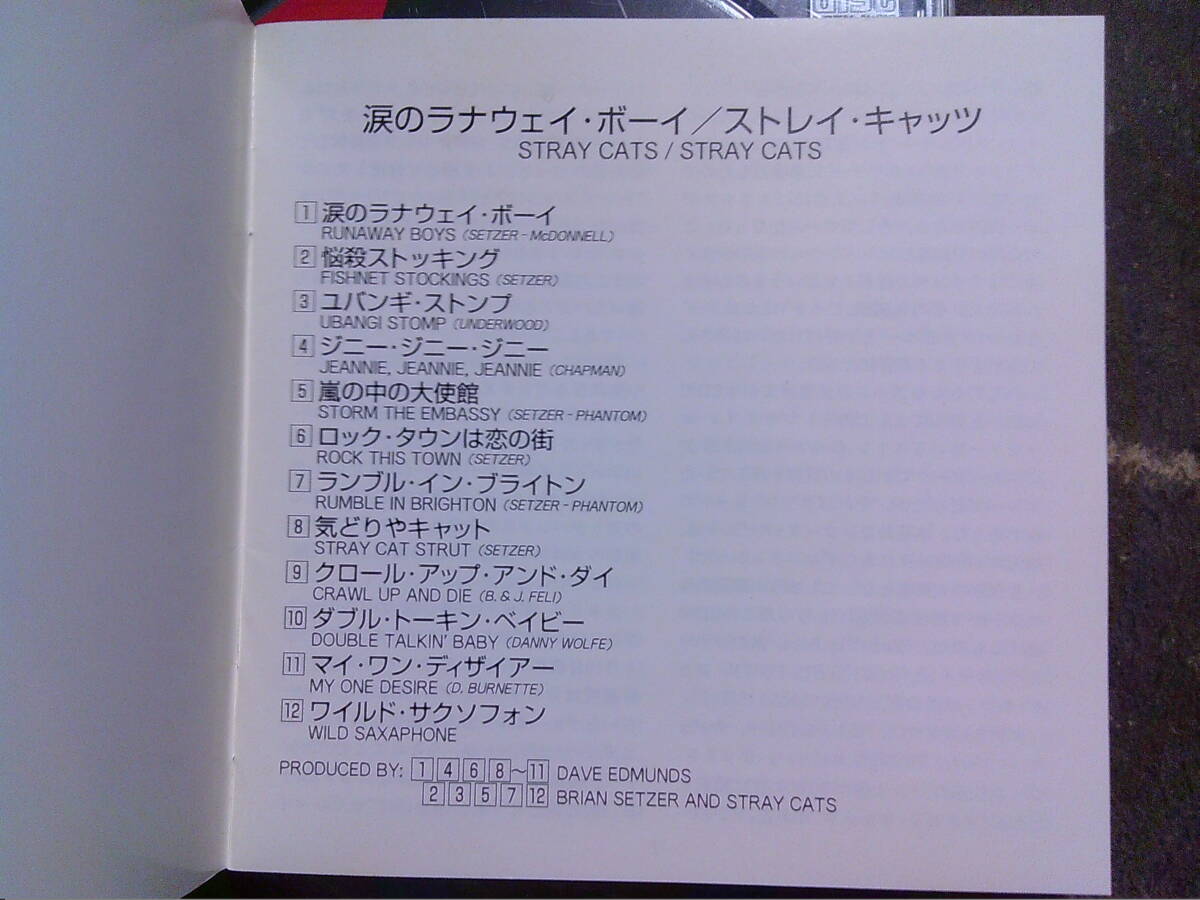 DISC
涙のラナウェイ・ボーイ／ストレイ・キャッツ
STRAY CATS / STRAY CATS
1 涙のラナウェイ・ボーイ
RUNAWAY BOYS (SETZER-McDONNELL)
2 悩殺ストッキング
FISHNET STOCKINGS (SETZER)
3 ユバンギ・ストンプ
UBANGI STOMP (UNDERWOOD)
4 ジニー・ジニー・ジニー
JEANNIE, JEANNIE, JEANNIE (CHAPMAN)
5 嵐の中の大使館
STORM THE EMBASSY (SETZER-PHANTOM)
6 ロック・タウンは恋の街
ROCK THIS TOWN (SETZER)
7 ランブル・イン・ブライトン
RUMBLE IN BRIGHTON (SETZER-PHANTOM)
8 気どりやキャット
STRAY CAT STRUT (SETZER)
9 クロール・アップ・アンド・ダイ
CRAWL UP AND DIE (B. & J. FELI)
10 ダブル・トーキン・ベイビー
DOUBLE TALKIN' BABY (DANNY WOLFE)
11 マイ・ワン・ディザイアー
MY ONE DESIRE (D. BURNETTE)
12 ワイルド・サクソフォン
WILD SAXAPHONE
PRODUCED BY: 1 4 6 8〜11 DAVE EDMUNDS
2 3 5 7 12 BRIAN SETZER AND STRAY CATS